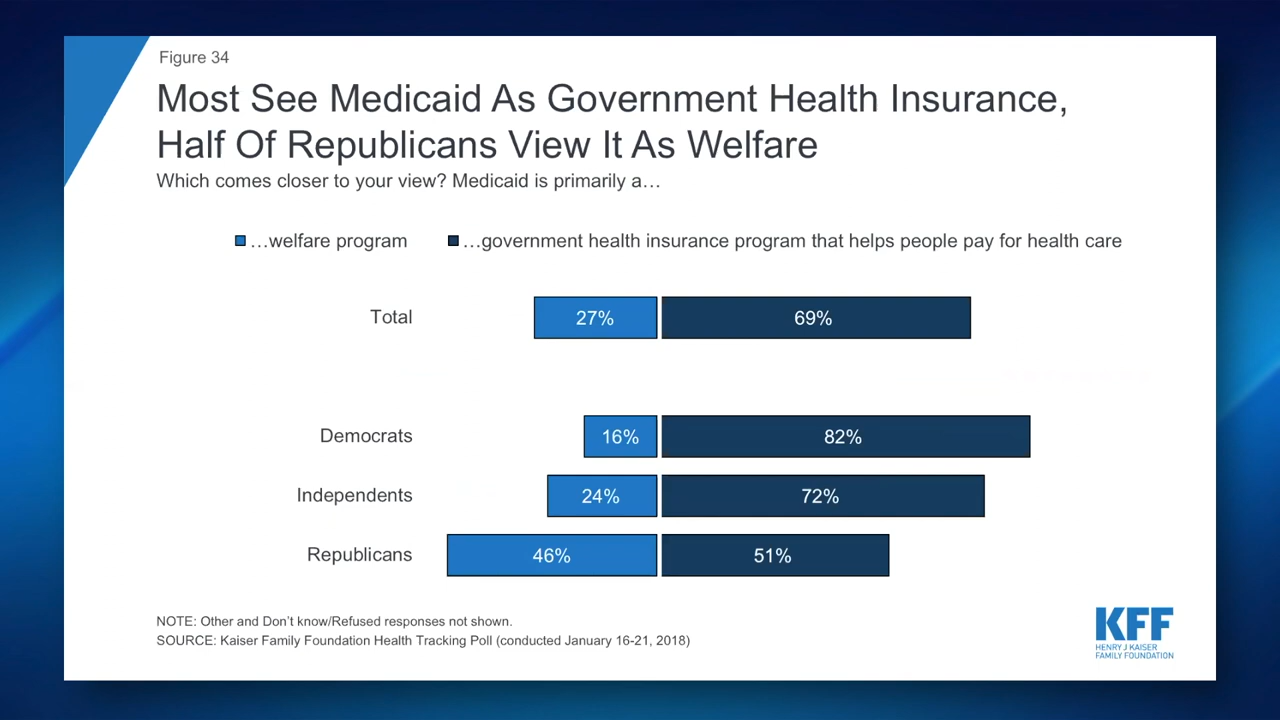 Figure 34
Most See Medicaid As Government Health Insurance,
Half Of Republicans View It As Welfare
Which comes closer to your view? Medicaid is primarily a…
…welfare program
…government health insurance program that helps people pay for health care
Total
27%
69%
Democrats
16%
82%
Independents
24%
72%
Republicans
46%
51%
NOTE: Other and Don’t know/Refused responses not shown.
SOURCE: Kaiser Family Foundation Health Tracking Poll (conducted January 16-21, 2018)
KFF
HENRY J KAISER
FAMILY FOUNDATION